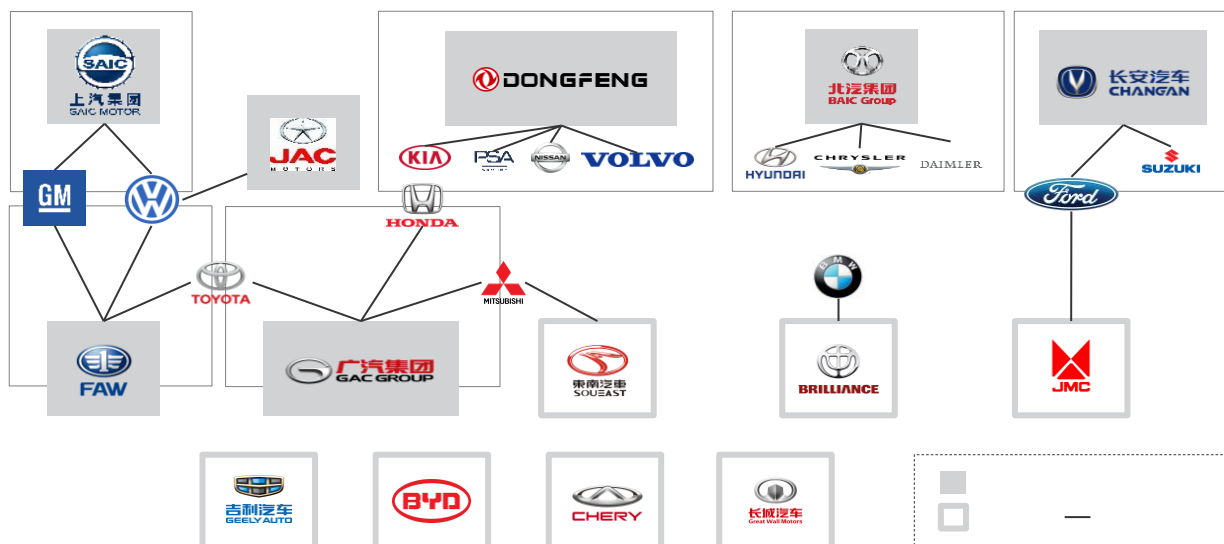 SAIC
上汽集团
SAIC MOTOR
JAC
MOTORS
DONGFENG
KIA
PSA
NISSAN
VOLVO
北汽集团
BAIC Group
HYUNDAI
CHRYSLER
DAIMLER
长安汽车
CHANGAN
SUZUKI
GM
HONDA
Ford
TOYOTA
MITSUBISHI
BMW
FAW
广汽集团
GAC GROUP
東南汽車
SOUEAST
BRILLIANCE
JMC
吉利汽车
GEELY AUTO
BYD
CHERY
长城汽车
Great Wall Motors